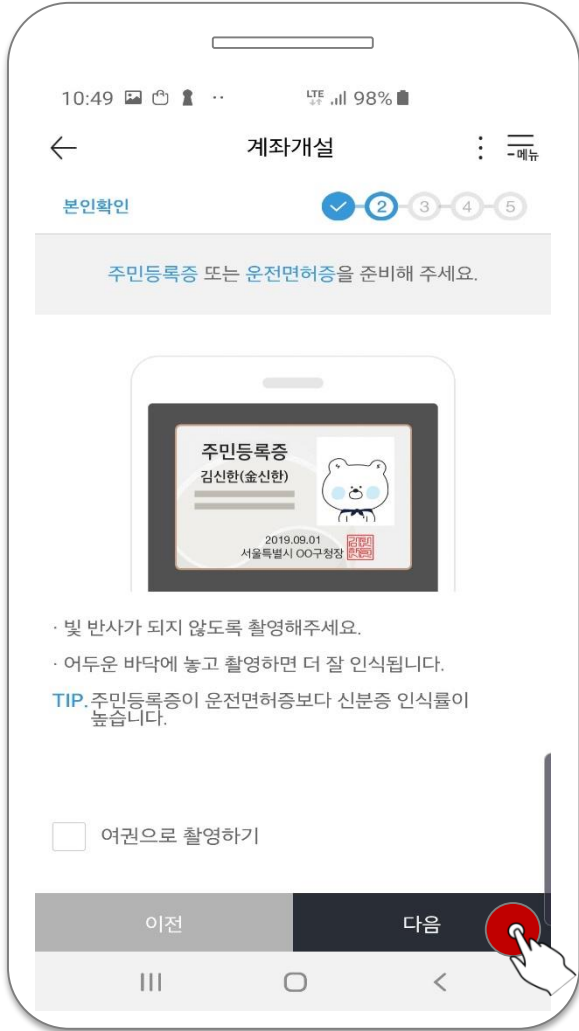 10:49 LTE 98%
계좌개설
-메뉴
본인확인 2 3 4 5
주민등록증 또는 운전면허증을 준비해 주세요.
주민등록증
김신한(金신한)
2019.09.01
서울특별시 OO구청장
· 빛 반사가 되지 않도록 촬영해주세요.
· 어두운 바닥에 놓고 촬영하면 더 잘 인식됩니다.
TIP. 주민등록증이 운전면허증보다 신분증 인식률이
높습니다.
여권으로 촬영하기
이전 다음